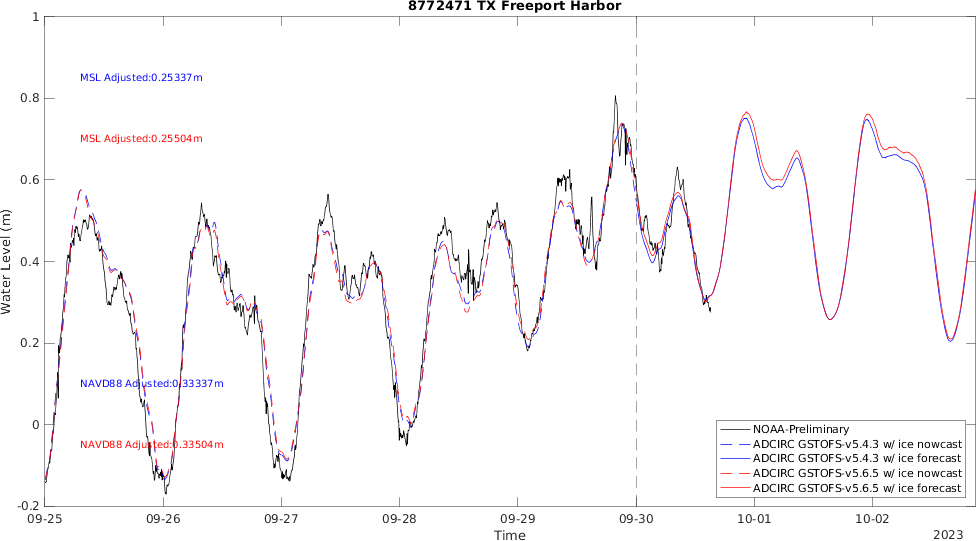 8772471 TX Freeport Harbor
1
0.8
0.6
0.4
0.2
0
-0.2
Water Level (m)
MSL Adjusted:0.25337m
MSL Adjusted:0.25504m
NAVD88 Adjusted:0.33337m
NAVD88 Adjusted:0.33504m
NOAA-Preliminary
ADCIRC GSTOFS-v5.4.3 w/ ice nowcast
ADCIRC GSTOFS-v5.4.3 w/ ice forecast
ADCIRC GSTOFS-v5.6.5 w/ ice nowcast
ADCIRC GSTOFS-v5.6.5 w/ ice forecast
09-25 09-26 09-27 09-28 09-29 09-30 10-01 10-02
Time
2023